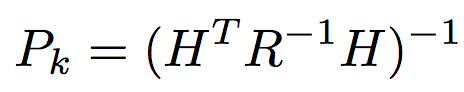 P_k = (H^T R^{-1} H)^{-1}